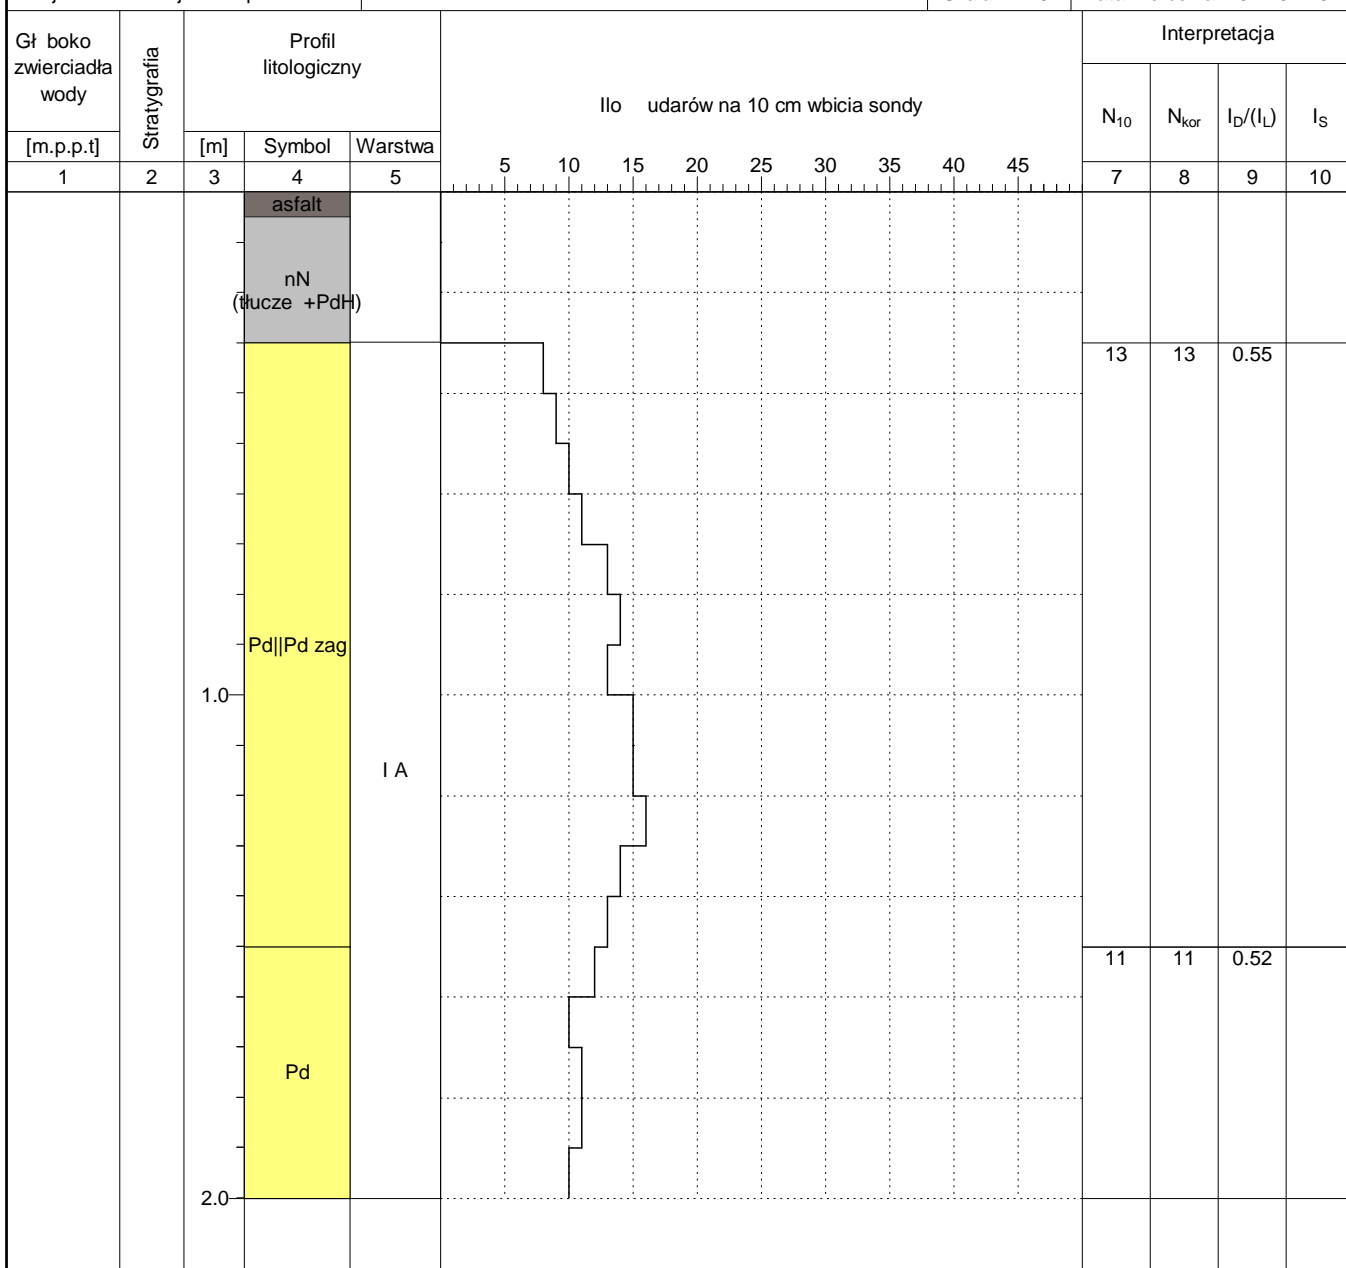 Gł boko
zwierciadła
wody
[m.p.p.t]
Stratygrafia
Profil
litologiczny
[m] Symbol Warstwa
Ilo udarów na 10 cm wbicia sondy
5 10 15 20 25 30 35 40 45
Interpretacja
N10 Nkor ID/(IL) IS
1 2 3 4 5 7 8 9 10
asfalt
nN
(tłucze +PdH)
13 13 0.55
Pd||Pd zag
1.0
I A
11 11 0.52
Pd
2.0